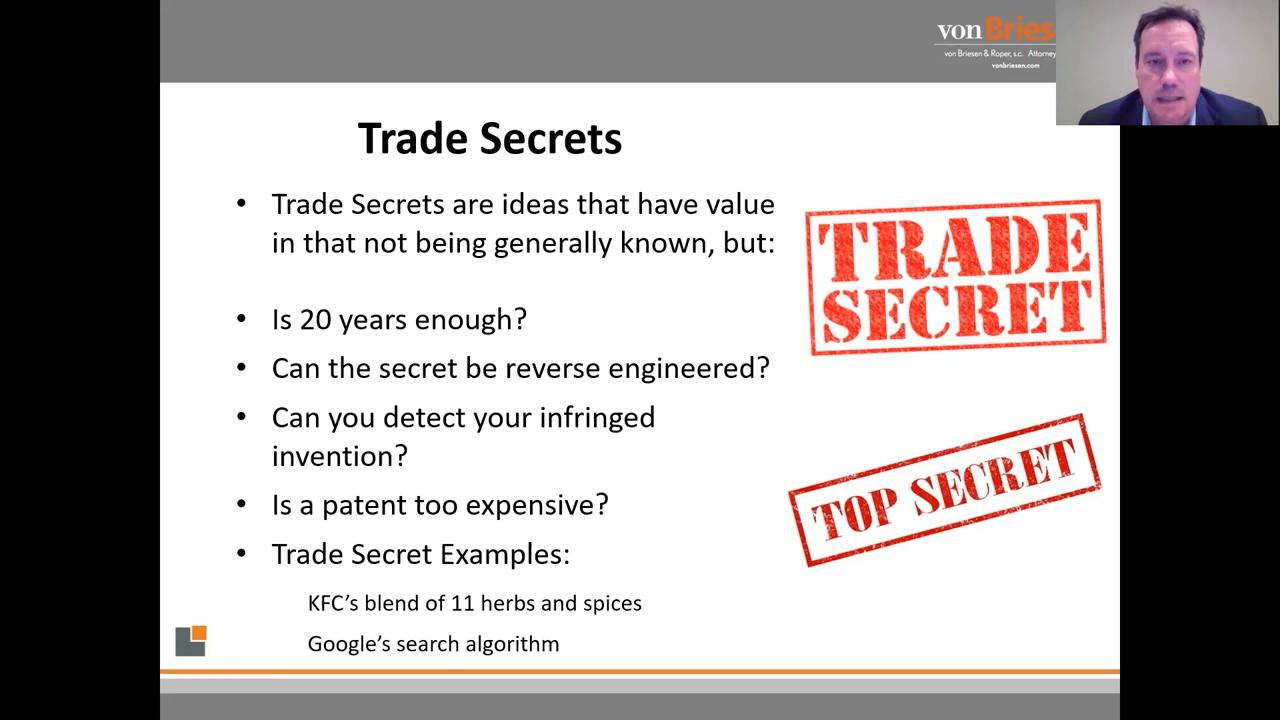 von Bries
von Briesen & Roper, s.c. Attorney
vonbriesen.com
Trade Secrets
• Trade Secrets are ideas that have value
in that not being generally known, but:
• Is 20 years enough?
• Can the secret be reverse engineered?
• Can you detect your infringed
invention?
• Is a patent too expensive?
• Trade Secret Examples:
KFC’s blend of 11 herbs and spices
Google’s search algorithm
TRADE
SECRET
TOP SECRET